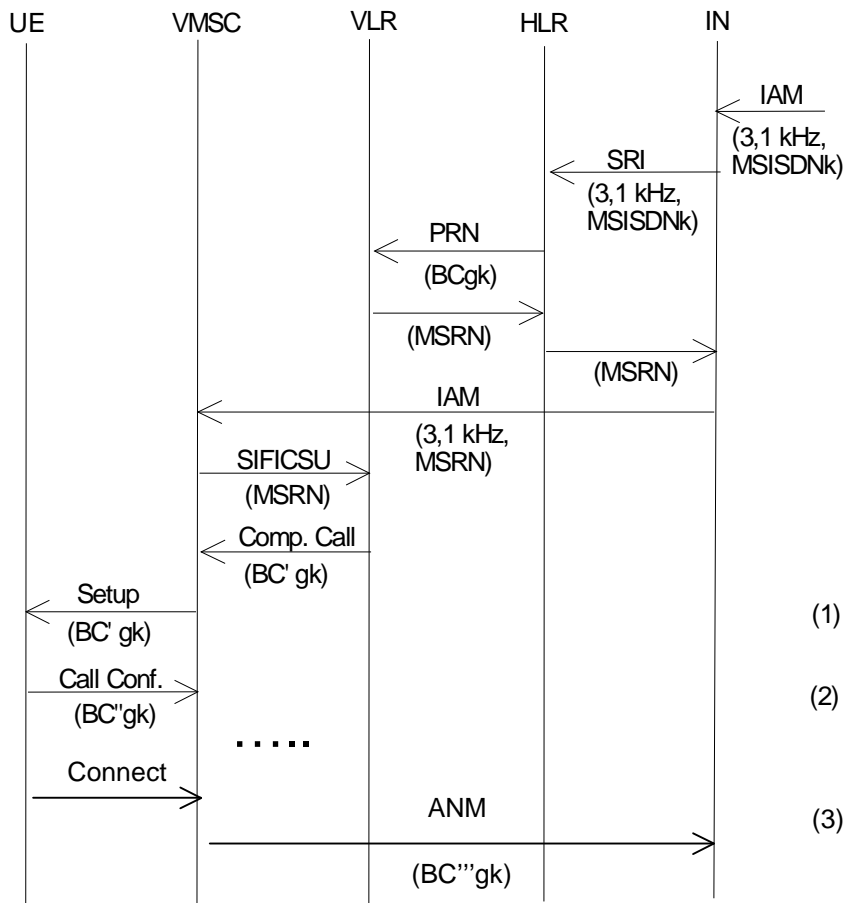 UE VMSC VLR HLR IN
IAM
(3,1 kHz,
MSISDNk)
SRI
(3,1 kHz,
MSISDNk)
PRN
(BCgk)
(MSRN)
(MSRN)
IAM
(3,1 kHz,
MSRN)
SIFICSU
(MSRN)
Comp. Call
(BC' gk)
Setup
(BC' gk)
(1)
Call Conf.
(BC"gk)
(2)
.....
Connect
ANM
(3)
(BC'''gk)